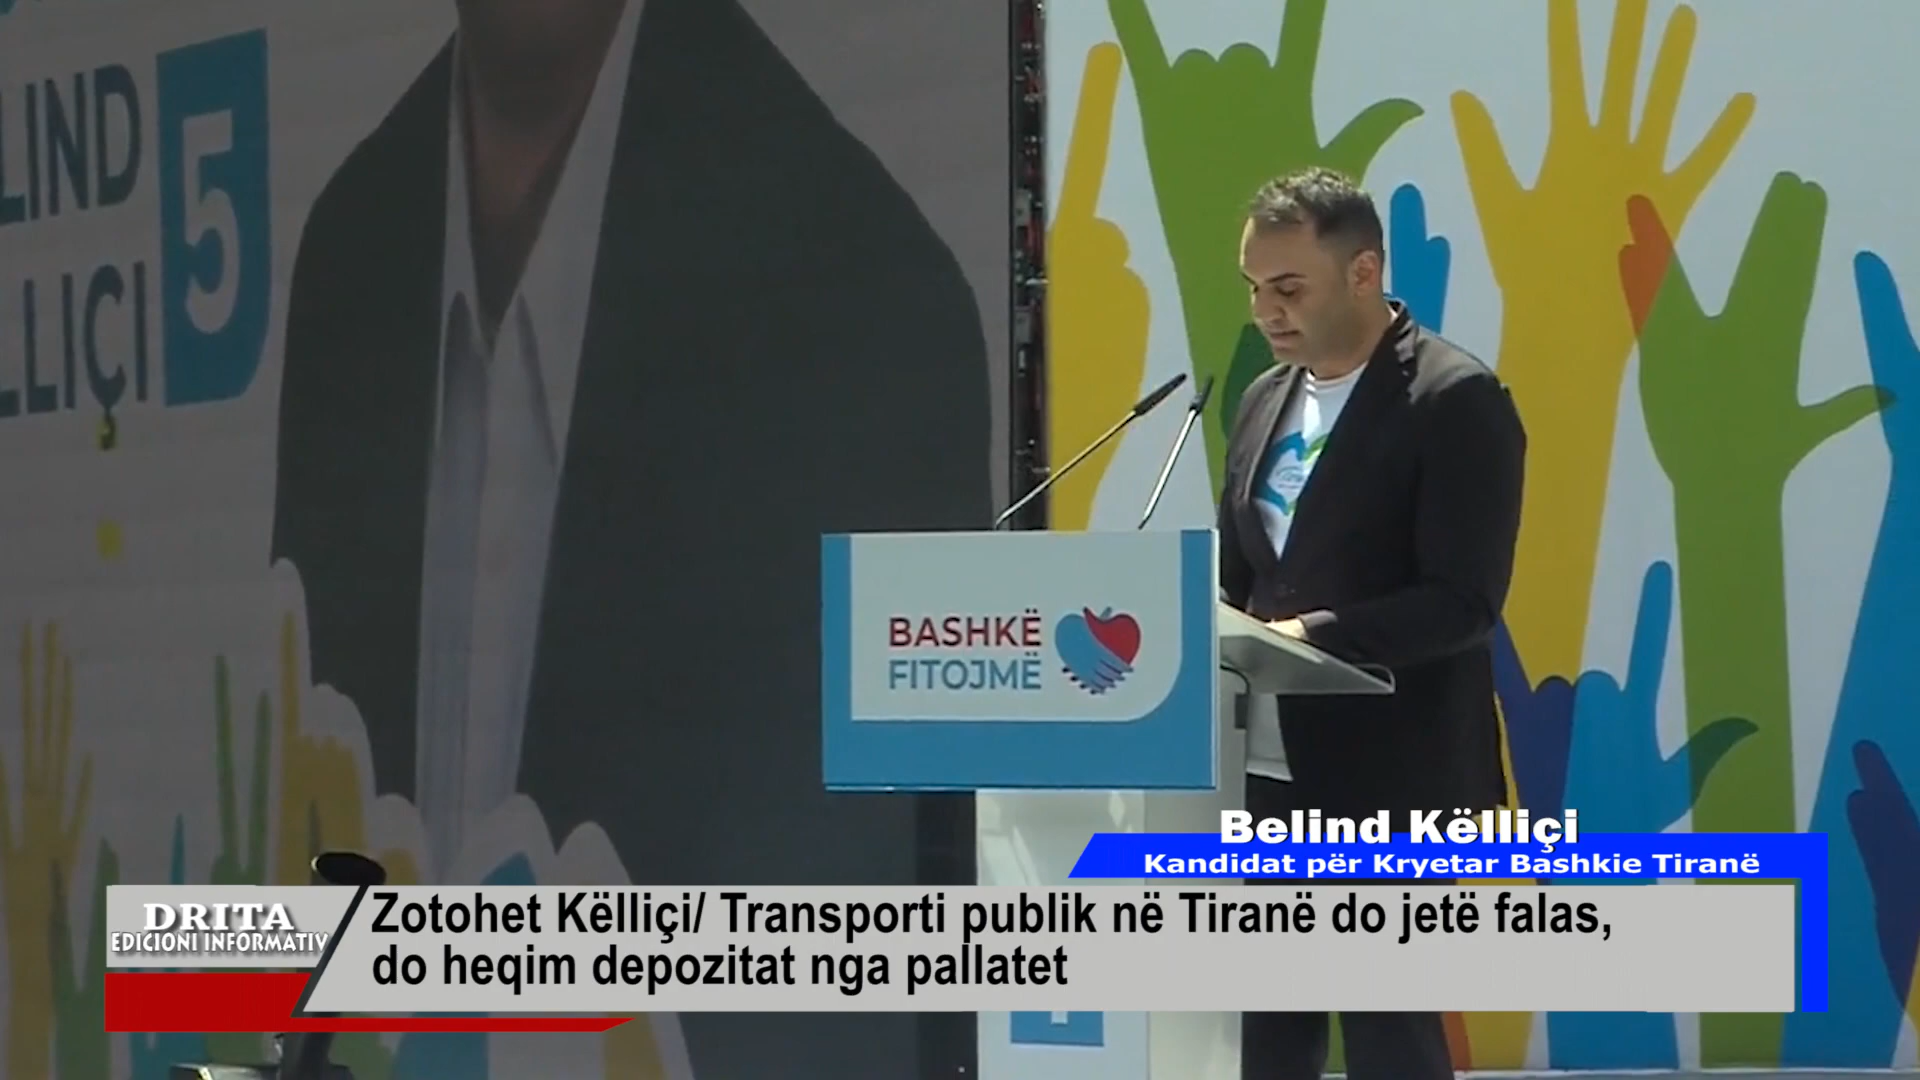 LIND
LLIÇI
5
BASHKË
FITOJMË
Belind Këlliçi
Kandidat për Kryetar Bashkie Tiranë
DRITA
EDICIONI INFORMATIV
Zotohet Këlliçi/ Transporti publik në Tiranë do jetë falas,
do heqim depozitat nga pallatet